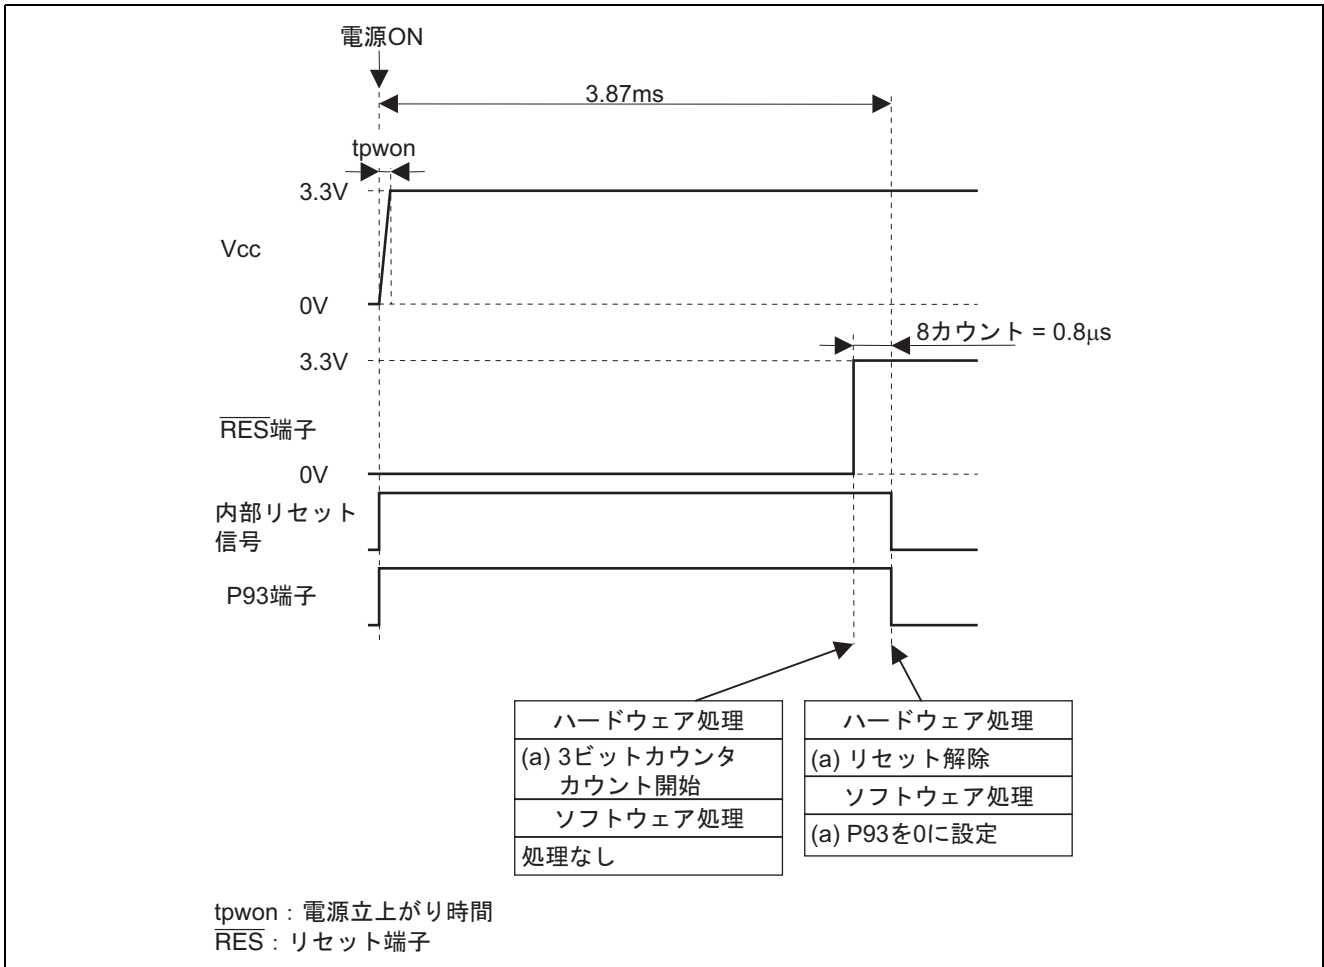 電源ON
3.87ms
tpwon
3.3V
Vcc
0V
8カウント = 0.8μs
3.3V
RES端子
0V
内部リセット
信号
P93端子
ハードウェア処理
(a) 3ビットカウンタ
カウント開始
ソフトウェア処理
処理なし
ハードウェア処理
(a) リセット解除
ソフトウェア処理
(a) P93を0に設定
tpwon : 電源立上がり時間
RES : リセット端子